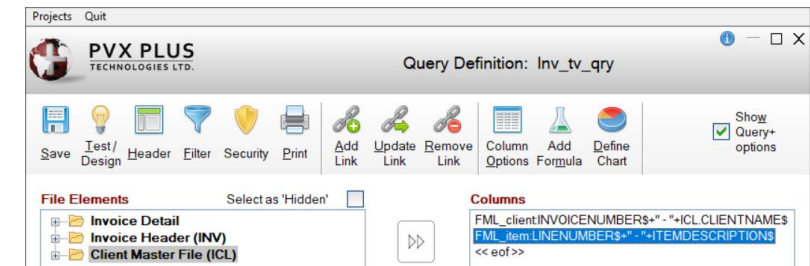 Projects Quit
PVX PLUS
TECHNOLOGIES LTD.
Query Definition: Inv_tv_qry
Save
Test/
Design
Header
Filter
Security
Print
Add
Link
Update
Link
Remove
Link
Column
Options
Add
Formula
Define
Chart
Show
Query+
options
File Elements
Select as 'Hidden'
Columns
Invoice Detail
Invoice Header (INV)
Client Master File (ICL)
FML_client:INVOICENUMBER$+" - "+ICL.CLIENTNAME$
FML_item:LINENUMBER$+" - "+ITEMDESCRIPTION$
<< eof >>